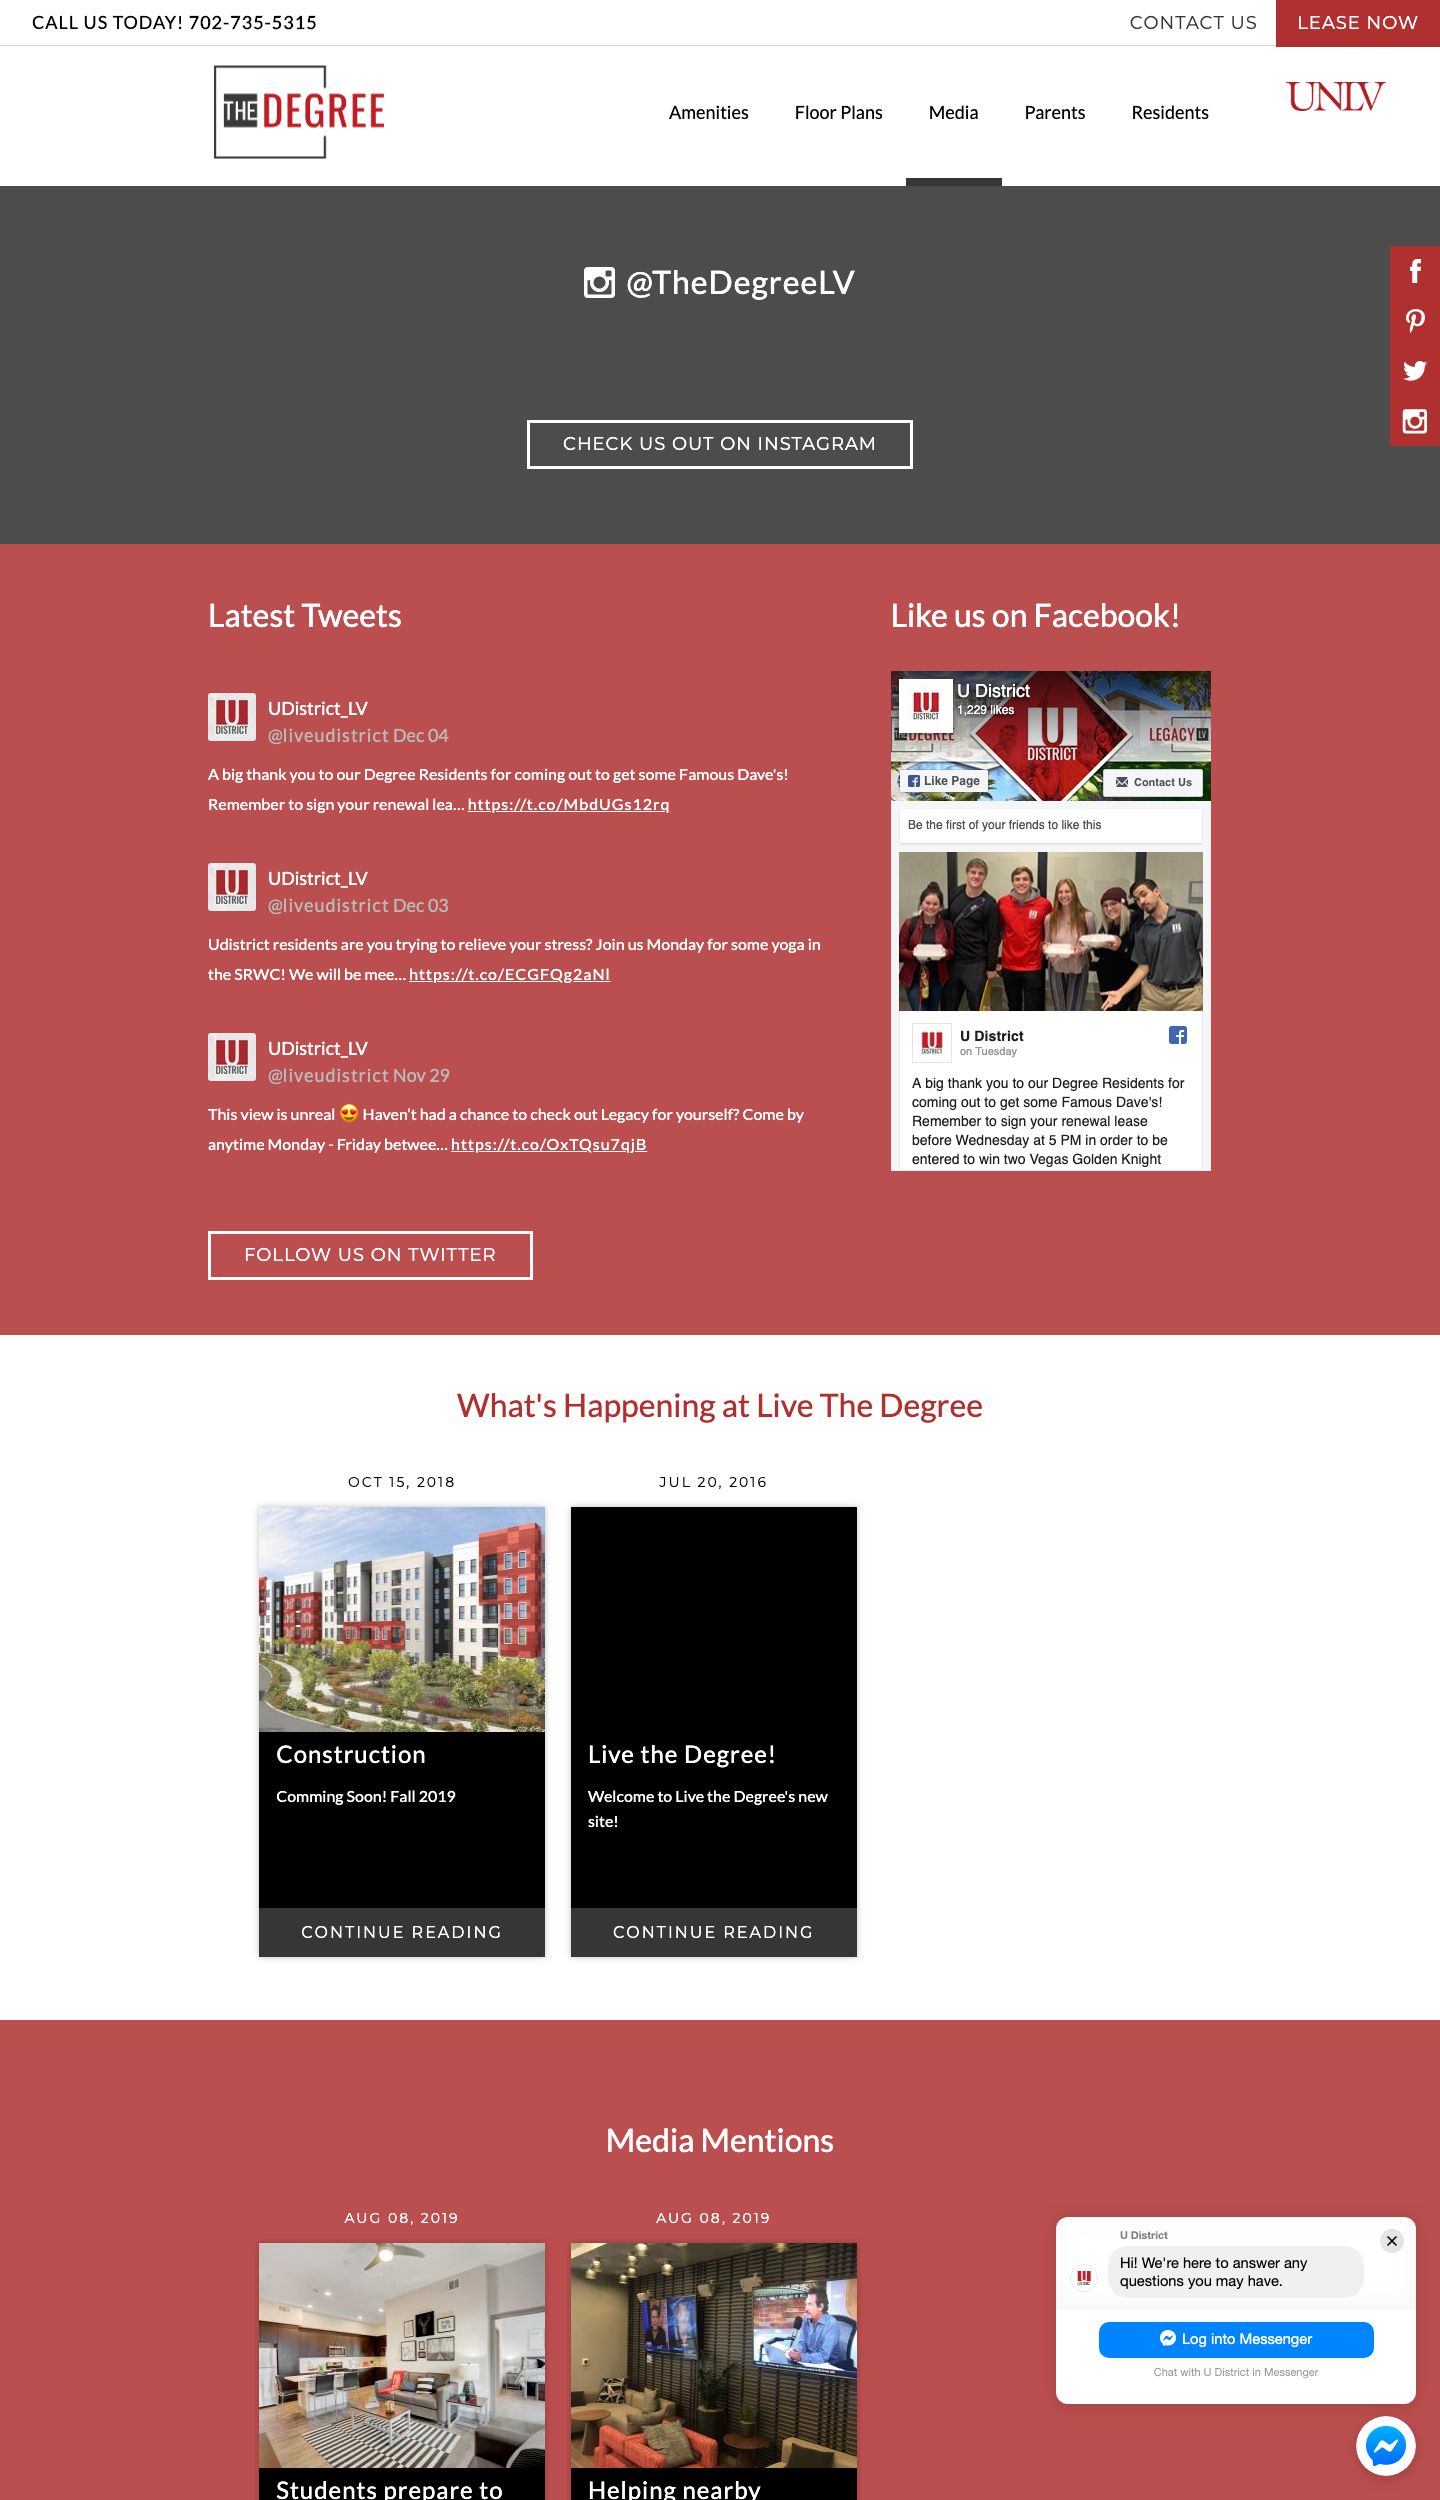 CALL US TODAY! 702-735-5315
CONTACT US
LEASE NOW
THE DEGREE
Amenities
Floor Plans
Media
Parents
Residents
UNLV
@TheDegreeLV
CHECK US OUT ON INSTAGRAM
Latest Tweets
U DISTRICT
UDistrict_LV
@liveudistrict Dec 04
A big thank you to our Degree Residents for coming out to get some Famous Dave's!
Remember to sign your renewal lea… https://t.co/MbdUGs12rq
U DISTRICT
UDistrict_LV
@liveudistrict Dec 03
Udistrict residents are you trying to relieve your stress? Join us Monday for some yoga in
the SRWC! We will be mee… https://t.co/ECGFQg2aNl
U DISTRICT
UDistrict_LV
@liveudistrict Nov 29
This view is unreal 😍 Haven’t had a chance to check out Legacy for yourself? Come by
anytime Monday - Friday betwee… https://t.co/OxTQsu7qjB
FOLLOW US ON TWITTER
Like us on Facebook!
U DISTRICT
U District
1,229 likes
THE DEGREE
U DISTRICT
LEGACY LV
Like Page
Contact Us
Be the first of your friends to like this
U DISTRICT
U District
on Tuesday
A big thank you to our Degree Residents for
coming out to get some Famous Dave's!
Remember to sign your renewal lease
before Wednesday at 5 PM in order to be
entered to win two Vegas Golden Knight
What's Happening at Live The Degree
OCT 15, 2018
Construction
Comming Soon! Fall 2019
CONTINUE READING
JUL 20, 2016
Live the Degree!
Welcome to Live the Degree's new
site!
CONTINUE READING
Media Mentions
AUG 08, 2019
Students prepare to
AUG 08, 2019
Helping nearby
U District
Hi! We're here to answer any
questions you may have.
Log into Messenger
Chat with U District in Messenger